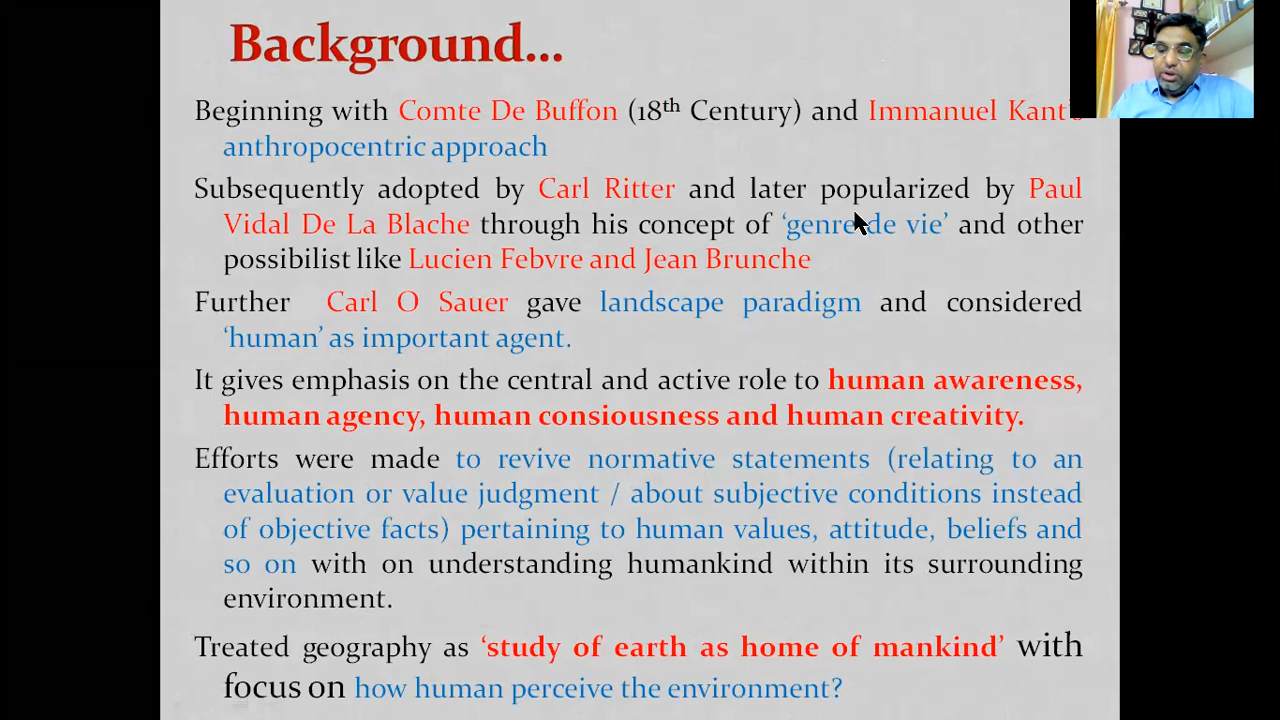 Background...
Beginning with Comte De Buffon (18th Century) and Immanuel Kant's
anthropocentric approach
Subsequently adopted by Carl Ritter and later popularized by Paul
Vidal De La Blache through his concept of ‘genre de vie’ and other
possibilist like Lucien Febvre and Jean Brunche
Further Carl O Sauer gave landscape paradigm and considered
‘human’ as important agent.
It gives emphasis on the central and active role to human awareness,
human agency, human consiousness and human creativity.
Efforts were made to revive normative statements (relating to an
evaluation or value judgment / about subjective conditions instead
of objective facts) pertaining to human values, attitude, beliefs and
so on with on understanding humankind within its surrounding
environment.
Treated geography as ‘study of earth as home of mankind’ with
focus on how human perceive the environment?